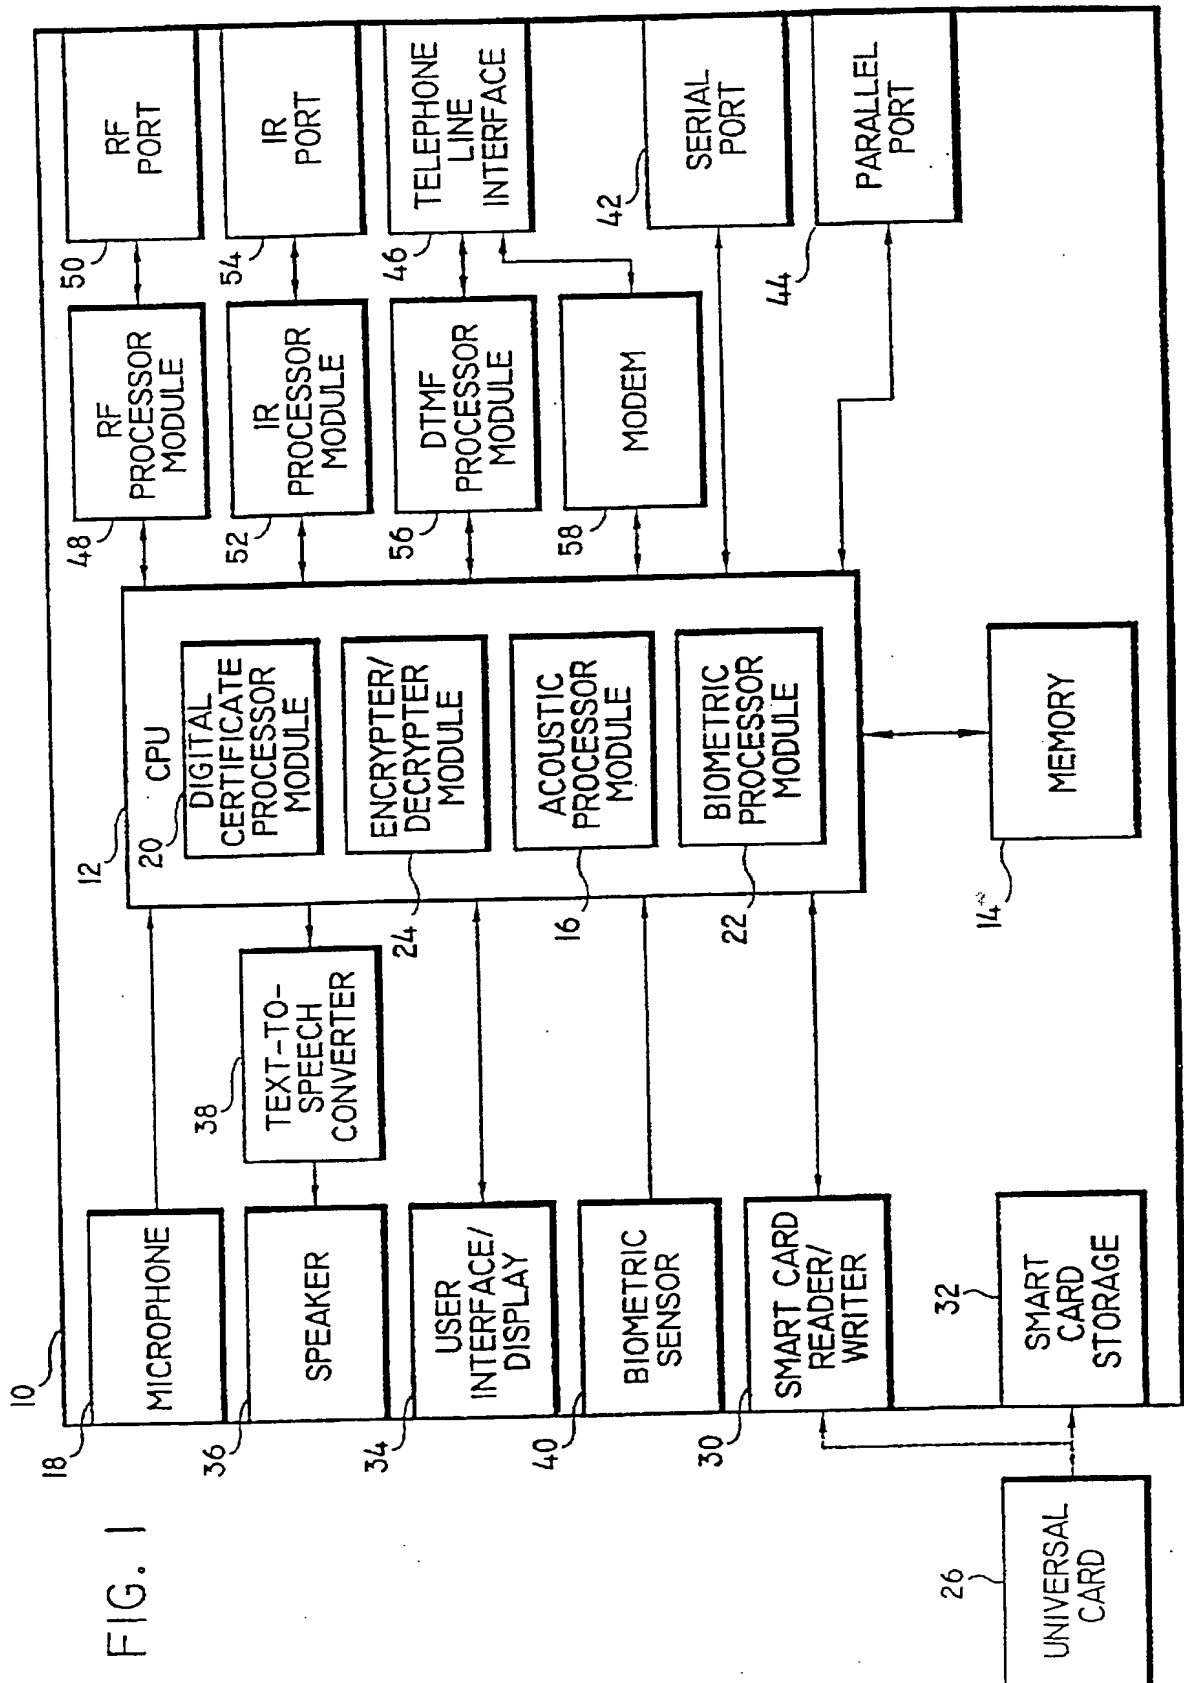 FIG. 1
10
18
MICROPHONE
36
SPEAKER
38
TEXT-TO-
SPEECH
CONVERTER
34
USER
INTERFACE/
DISPLAY
40
BIOMETRIC
SENSOR
30
SMART CARD
READER/
WRITER
32
SMART
CARD
STORAGE
26
UNIVERSAL
CARD
12
CPU
20
DIGITAL
CERTIFICATE
PROCESSOR
MODULE
24
ENCRYPTER/
DECRYPTER
MODULE
16
ACOUSTIC
PROCESSOR
MODULE
22
BIOMETRIC
PROCESSOR
MODULE
14
MEMORY
48
RF
PROCESSOR
MODULE
50
RF
PORT
52
IR
PROCESSOR
MODULE
54
IR
PORT
56
DTMF
PROCESSOR
MODULE
46
TELEPHONE
LINE
INTERFACE
58
MODEM
42
SERIAL
PORT
44
PARALLEL
PORT